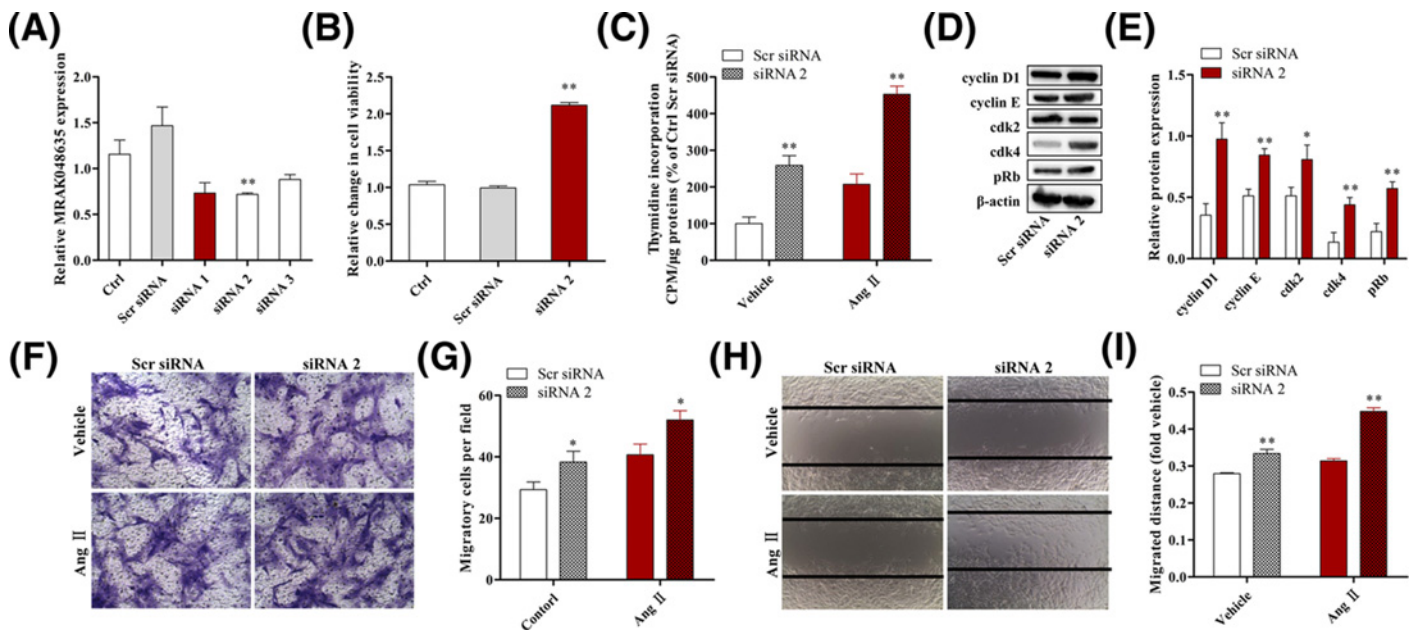 (A)
Relative MRAK048635 expression
2.0
1.5
1.0
0.5
0.0
**
Ctrl
Scr siRNA
siRNA 1
siRNA 2
siRNA 3
(B)
Relative change in cell viability
2.5
2.0
1.5
1.0
0.5
0.0
**
Ctrl
Scr siRNA
siRNA 2
(C)
Thymidine incorporation
CPM/μg proteins (% of Ctrl Scr siRNA)
Scr siRNA
siRNA 2
500
400
300
200
100
0
**
**
Vehicle
Ang Ⅱ
(D)
cyclin D1
cyclin E
cdk2
cdk4
pRb
β-actin
Scr siRNA
siRNA 2
(E)
Relative protein expression
Scr siRNA
siRNA 2
1.5
1.0
0.5
0.0
**
**
*
**
**
cyclin D1
cyclin E
cdk2
cdk4
pRb
(F)
Scr siRNA
siRNA 2
Vehicle
Ang Ⅱ
(G)
Migratory cells per field
Scr siRNA
siRNA 2
60
40
20
0
*
*
Contorl
Ang Ⅱ
(H)
Scr siRNA
siRNA 2
Vehicle
Ang Ⅱ
(I)
Migrated distance (fold vehicle)
Scr siRNA
siRNA 2
0.5
0.4
0.3
0.2
0.1
0.0
**
**
Vehicle
Ang Ⅱ